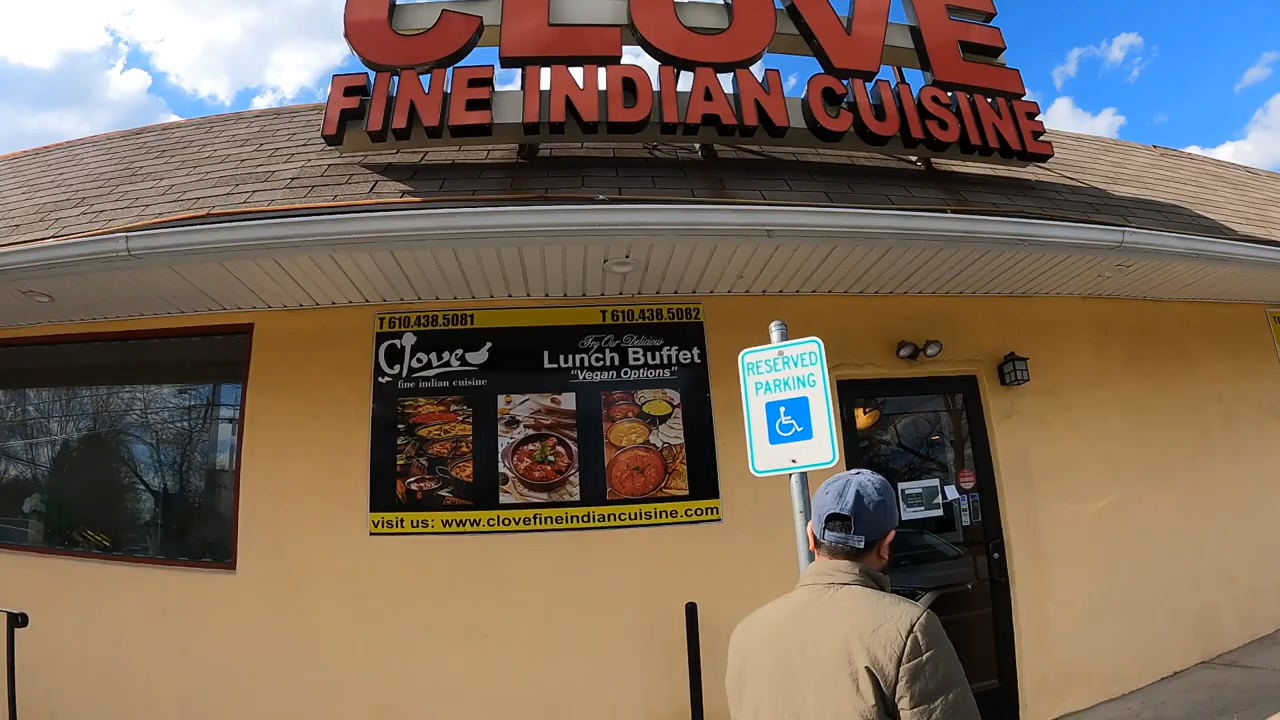 CLOVE
FINE INDIAN CUISINE
T 610.438.5081
T 610.438.5082
Clove
fine indian cuisine
Try Our Delicious
Lunch Buffet
"Vegan Options"
visit us: www.clovefineindiancuisine.com
RESERVED
PARKING